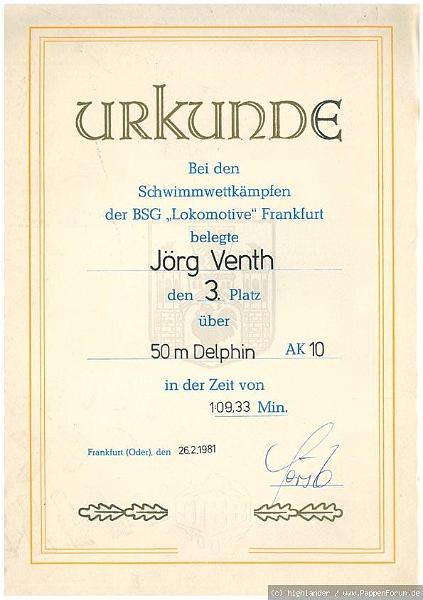 URKUNDE
Bei den
Schwimmwettkämpfen
der BSG „Lokomotive“ Frankfurt
belegte
Jörg Venth
den 3. Platz
über
50 m Delphin AK 10
in der Zeit von
1:09,33 Min.
Frankfurt (Oder), den 26.2.1981
(c) highlander / www.PappenForum.de